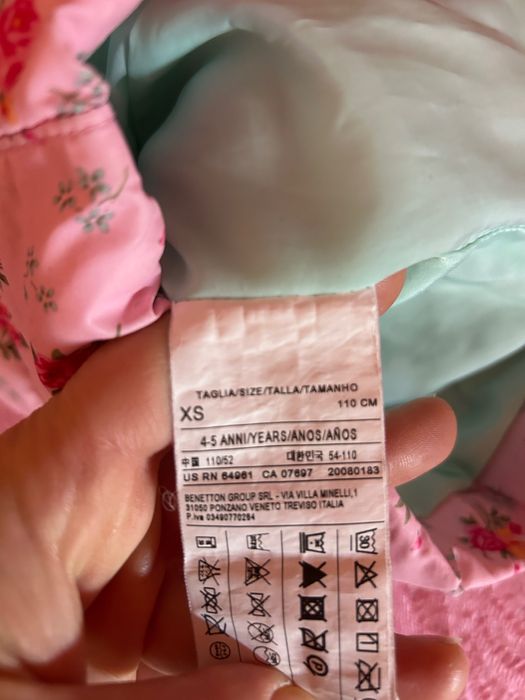 TAGLIA/SIZE/TALLA/TAMANHO
XS 110 CM
4-5 ANNI/YEARS/ANOS/AÑOS
中国 110/52 대한민국 54-110
US RN 64961 CA 07697 20080183
BENETTON GROUP SRL - VIA VILLA MINELLI,1
31050 PONZANO VENETO TREVISO ITALIA
P.Iva 03490770264